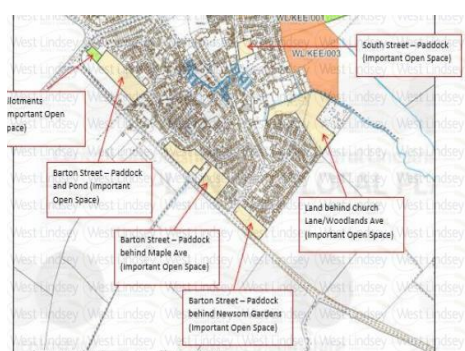 WL/KEE/001
South Street – Paddock
(Important Open Space)
WL/KEE/003
llotments
mportant Open
pace)
Barton Street – Paddock
and Pond (Important
Open Space)
Land behind Church
Lane/Woodlands Ave
(Important Open Space)
Barton Street – Paddock
behind Maple Ave
(Important Open Space)
Barton Street – Paddock
behind Newsom Gardens
(Important Open Space)
West Lindsey